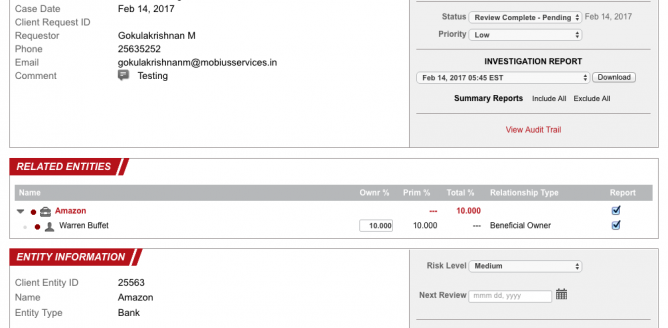 Case Date Feb 14, 2017
Client Request ID
Requestor Gokulakrishnan M
Phone 25635252
Email gokulakrishnanm@mobiusservices.in
Comment Testing
Status Review Complete - Pending Feb 14, 2017
Priority Low
INVESTIGATION REPORT
Feb 14, 2017 05:45 EST Download
Summary Reports Include All Exclude All
View Audit Trail
RELATED ENTITIES
Name Ownr % Prim % Total % Relationship Type Report
Amazon --- 10.000
Warren Buffet 10.000 10.000 --- Beneficial Owner
ENTITY INFORMATION
Client Entity ID 25563
Name Amazon
Entity Type Bank
Risk Level Medium
Next Review mmm dd, yyyy